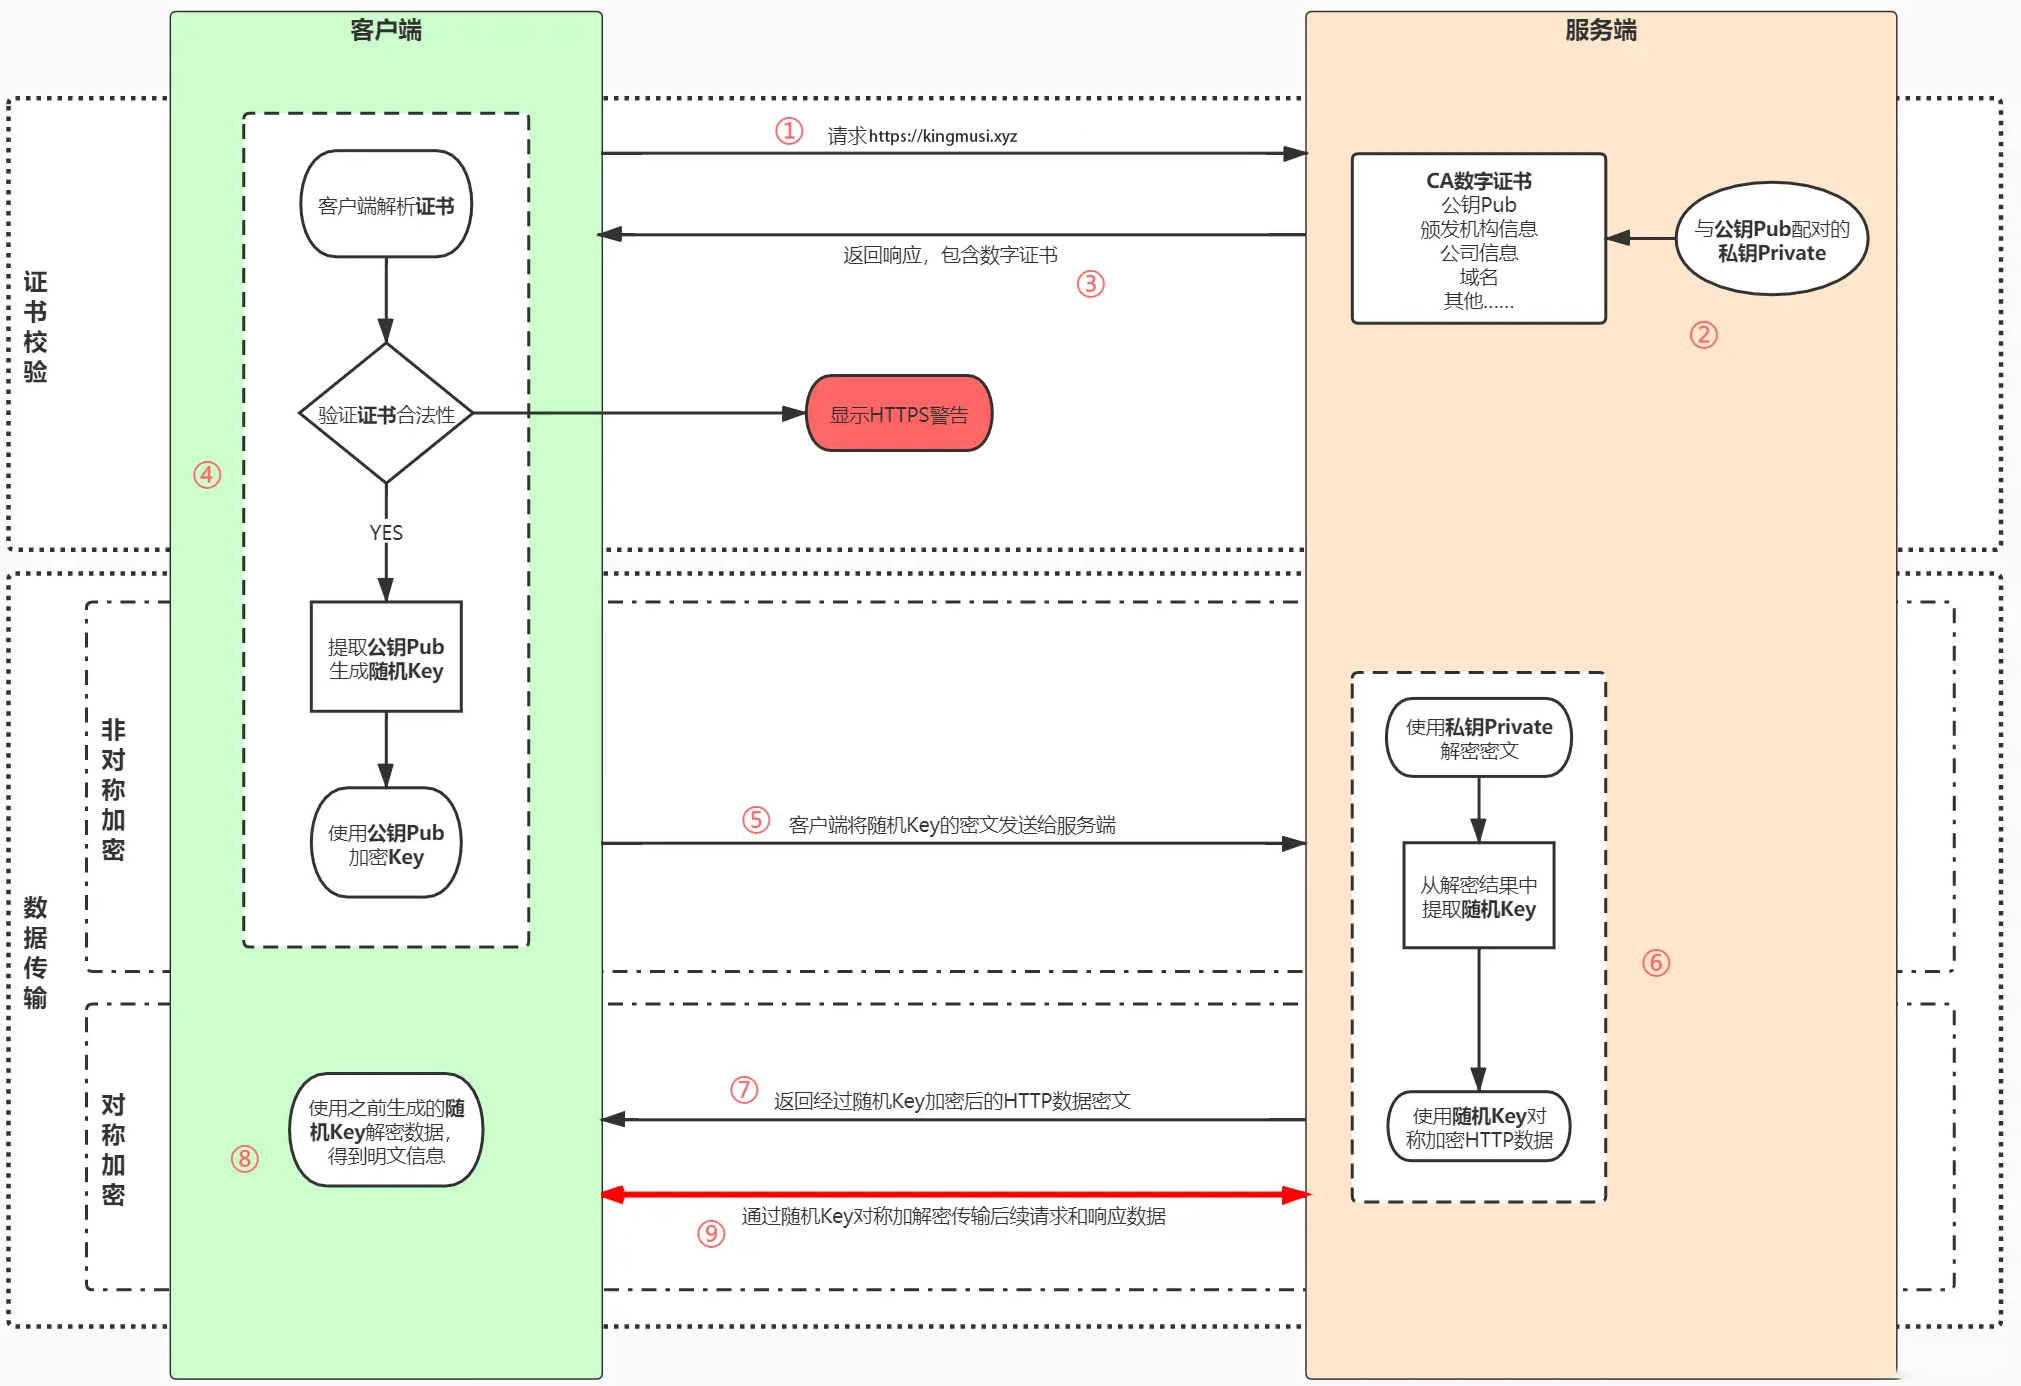 客户端
服务端
证
书
校
验
①
请求https://kingmusi.xyz
客户端解析证书
CA数字证书
公钥Pub
颁发机构信息
公司信息
域名
其他……
与公钥Pub配对的
私钥Private
②
返回响应，包含数字证书
③
验证证书合法性
显示HTTPS警告
④
YES
数
据
传
输
非
对
称
加
密
提取公钥Pub
生成随机Key
使用公钥Pub
加密Key
⑤
客户端将随机Key的密文发送给服务端
使用私钥Private
解密密文
从解密结果中
提取随机Key
⑥
使用随机Key对
称加密HTTP数据
对
称
加
密
⑦
返回经过随机Key加密后的HTTP数据密文
使用之前生成的随
机Key解密数据，
得到明文信息
⑧
⑨
通过随机Key对称加解密传输后续请求和响应数据